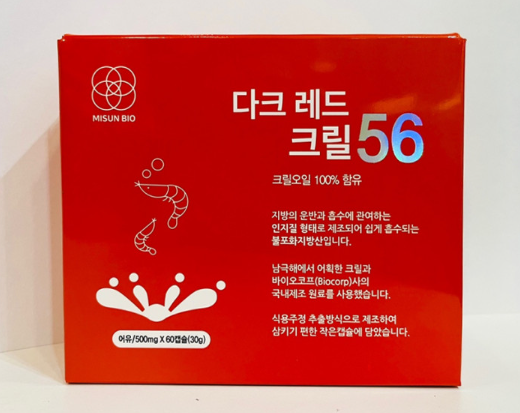 MISUN BIO
다크 레드
크릴56
크릴오일 100% 함유
지방의 운반과 흡수에 관여하는
인지질 형태로 제조되어 쉽게 흡수되는
불포화지방산입니다.
남극해에서 어획한 크릴과
바이오코프(Biocorp)사의
국내제조 원료를 사용했습니다.
식용주정 추출방식으로 제조하여
삼키기 편한 작은캡슐에 담았습니다.
어유/500mg X 60캡슐(30g)